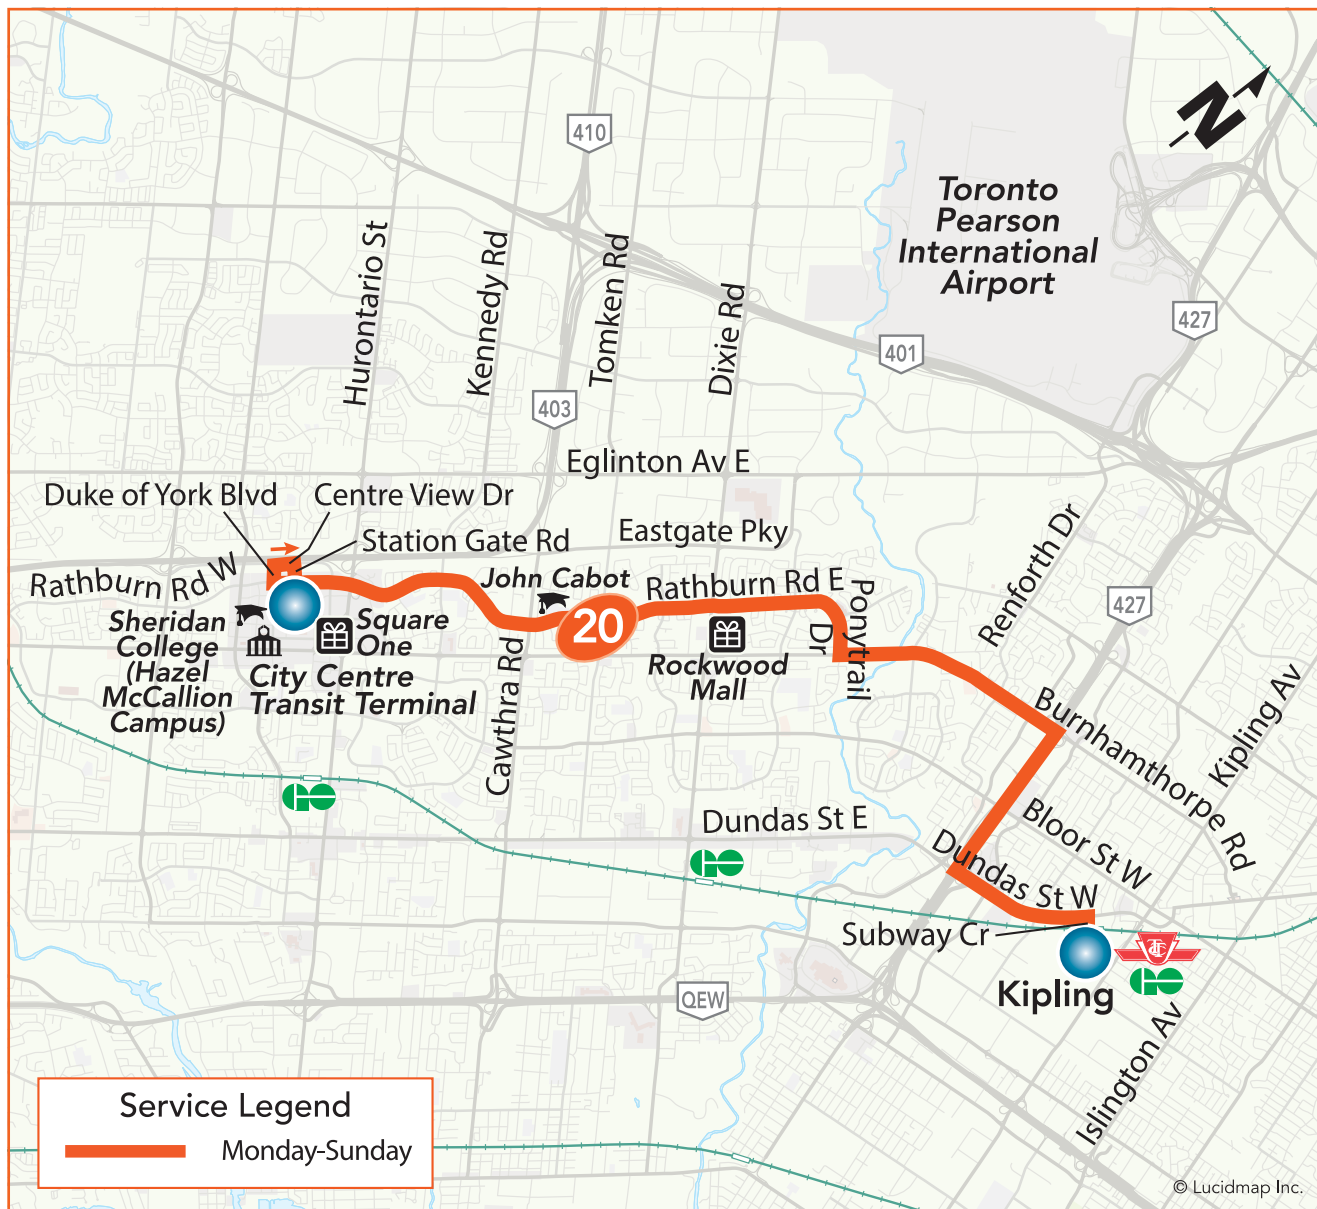 410
N
Toronto
Pearson
International
Airport
Hurontario St
Kennedy Rd
Tomken Rd
Dixie Rd
427
401
403
Eglinton Av E
Duke of York Blvd
Centre View Dr
Station Gate Rd
Eastgate Pky
Rathburn Rd W
John Cabot
Rathburn Rd E
Ponytrail
Dr
Renforth Dr
427
20
Sheridan
College
(Hazel
McCallion
Campus)
Square
One
City Centre
Transit Terminal
Cawthra Rd
Rockwood
Mall
Burnhamthorpe Rd
Kipling Av
Dundas St E
Bloor St W
Dundas St W
Subway Cr
TTC
GO
GO
GO
Kipling
QEW
Islington Av
Service Legend
Monday-Sunday
© Lucidmap Inc.